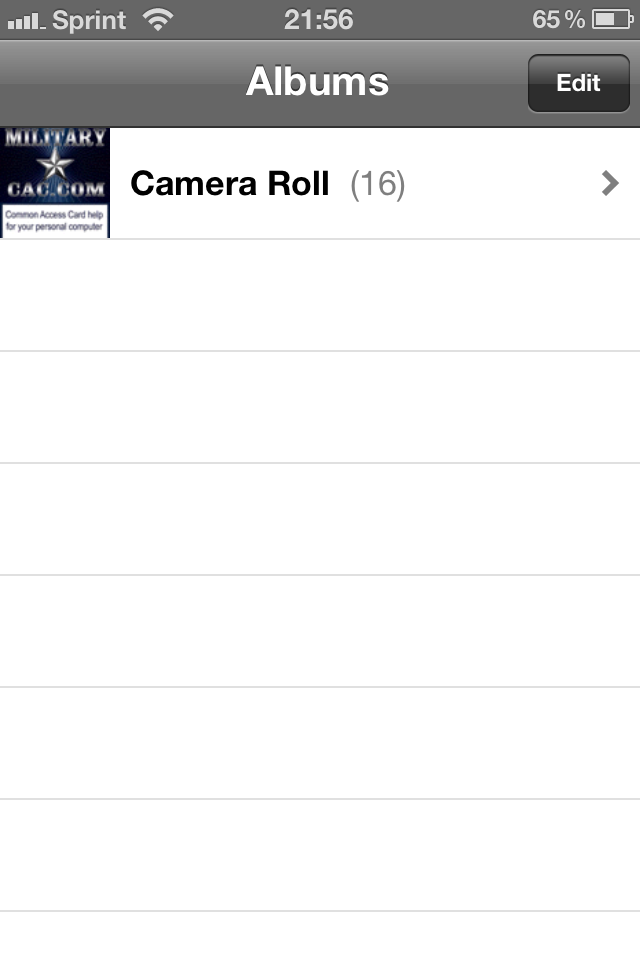 Sprint 21:56 65%
Albums Edit
MILITARY
CAC.COM
Common Access Card help
for your personal computer
Camera Roll (16)